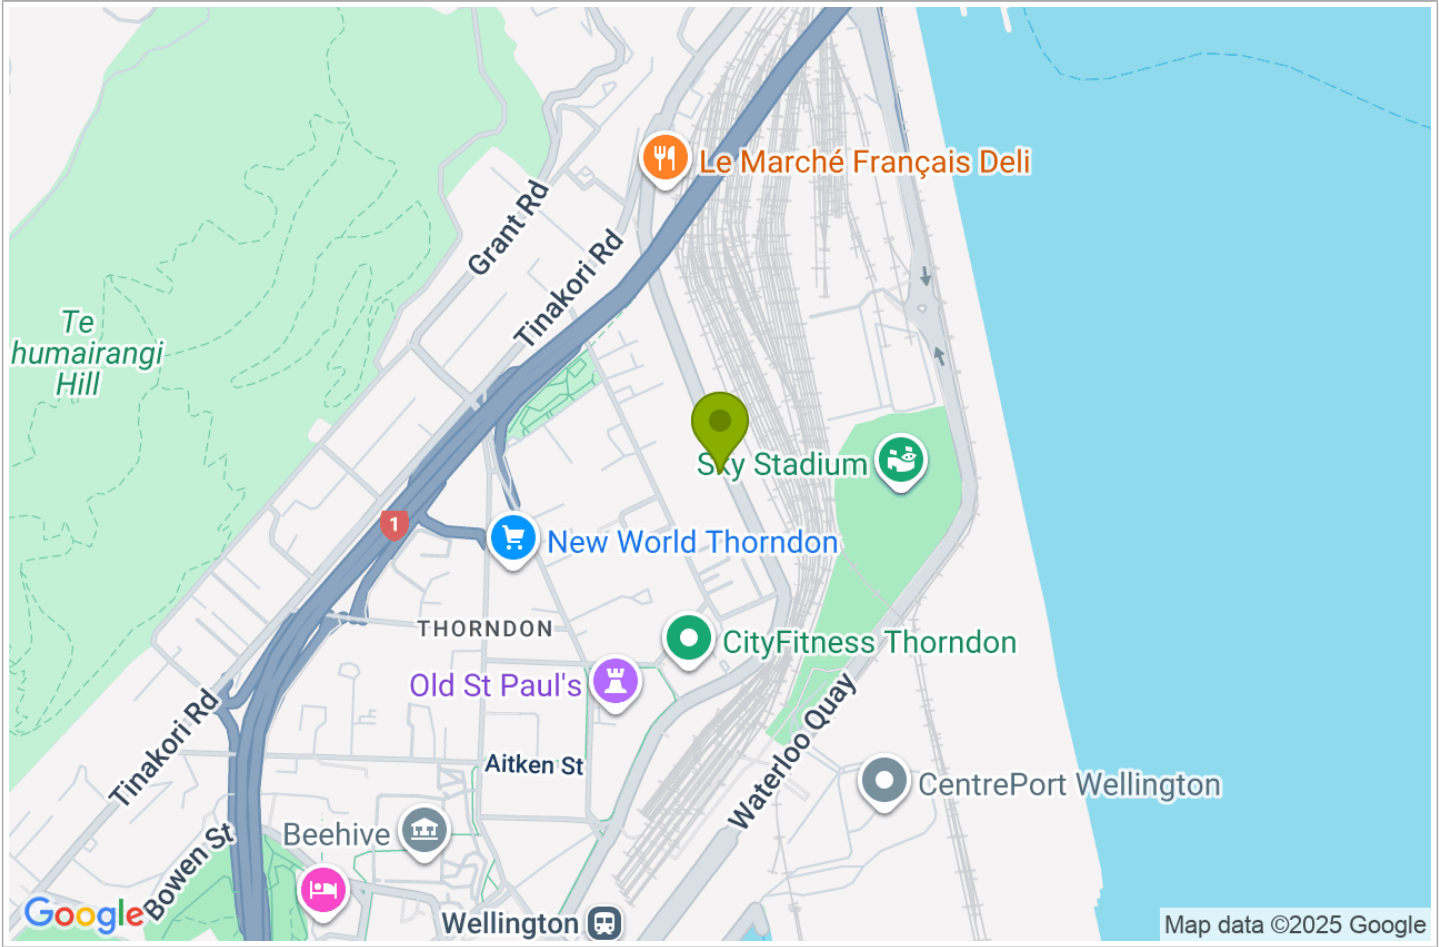 Le Marché Français Deli
Grant Rd
Tinakori Rd
Te
humairangi
Hill
Sky Stadium
1
New World Thorndon
THORNDON
CityFitness Thorndon
Old St Paul's
Tinakori Rd
Waterloo Quay
Aitken St
CentrePort Wellington
Beehive
Bowen St
Google
Wellington
Map data ©2025 Google